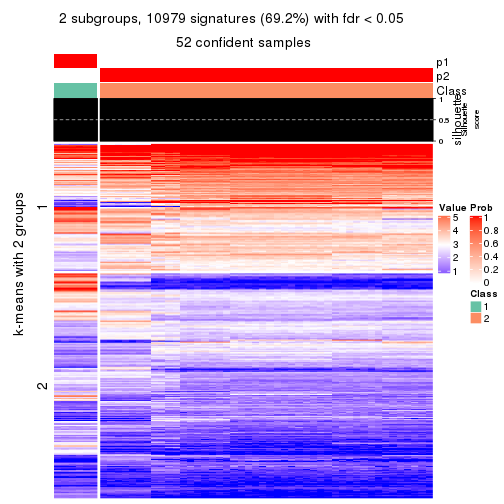 2 subgroups, 10979 signatures (69.2%) with fdr < 0.05
52 confident samples
p1
p2
Class
1
0.5
0
silhouette
Silhouette
score
k-means with 2 groups
1
2
Value
5
4
3
2
1
Prob
1
0.8
0.6
0.4
0.2
0
Class
1
2